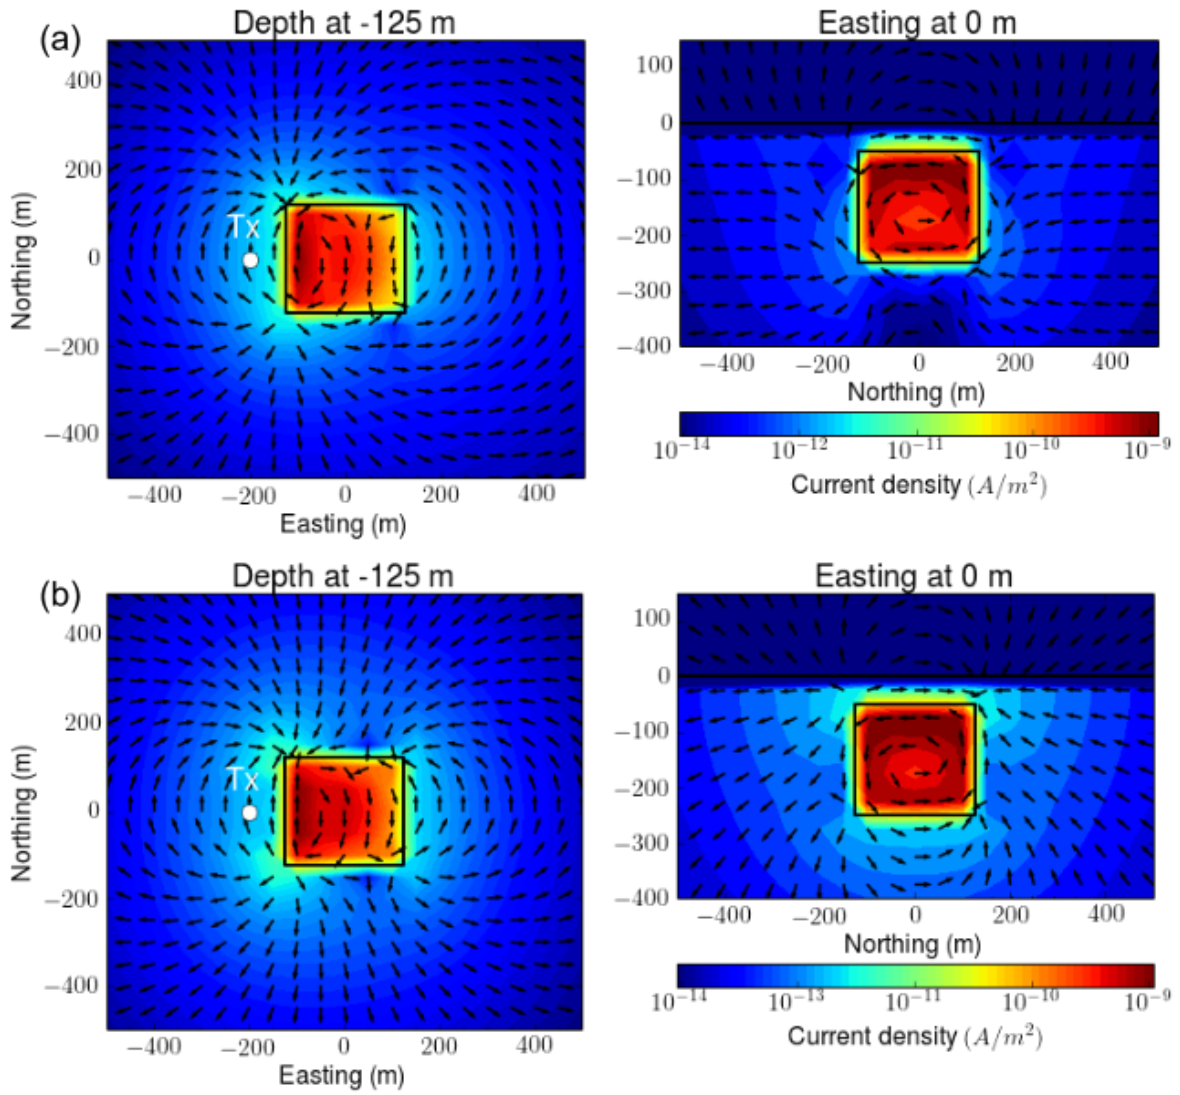 (a)
Depth at -125 m
Easting at 0 m
400
200
0
−200
−400
Northing (m)
Tx
−400 −200 0 200 400
Easting (m)
100
0
−100
−200
−300
−400
−400 −200 0 200 400
Northing (m)
10^{-14} 10^{-12} 10^{-11} 10^{-10} 10^{-9}
Current density (A/m^2)
(b)
Depth at -125 m
Easting at 0 m
400
200
0
−200
−400
Northing (m)
Tx
−400 −200 0 200 400
Easting (m)
100
0
−100
−200
−300
−400
−400 −200 0 200 400
Northing (m)
10^{-14} 10^{-13} 10^{-11} 10^{-10} 10^{-9}
Current density (A/m^2)